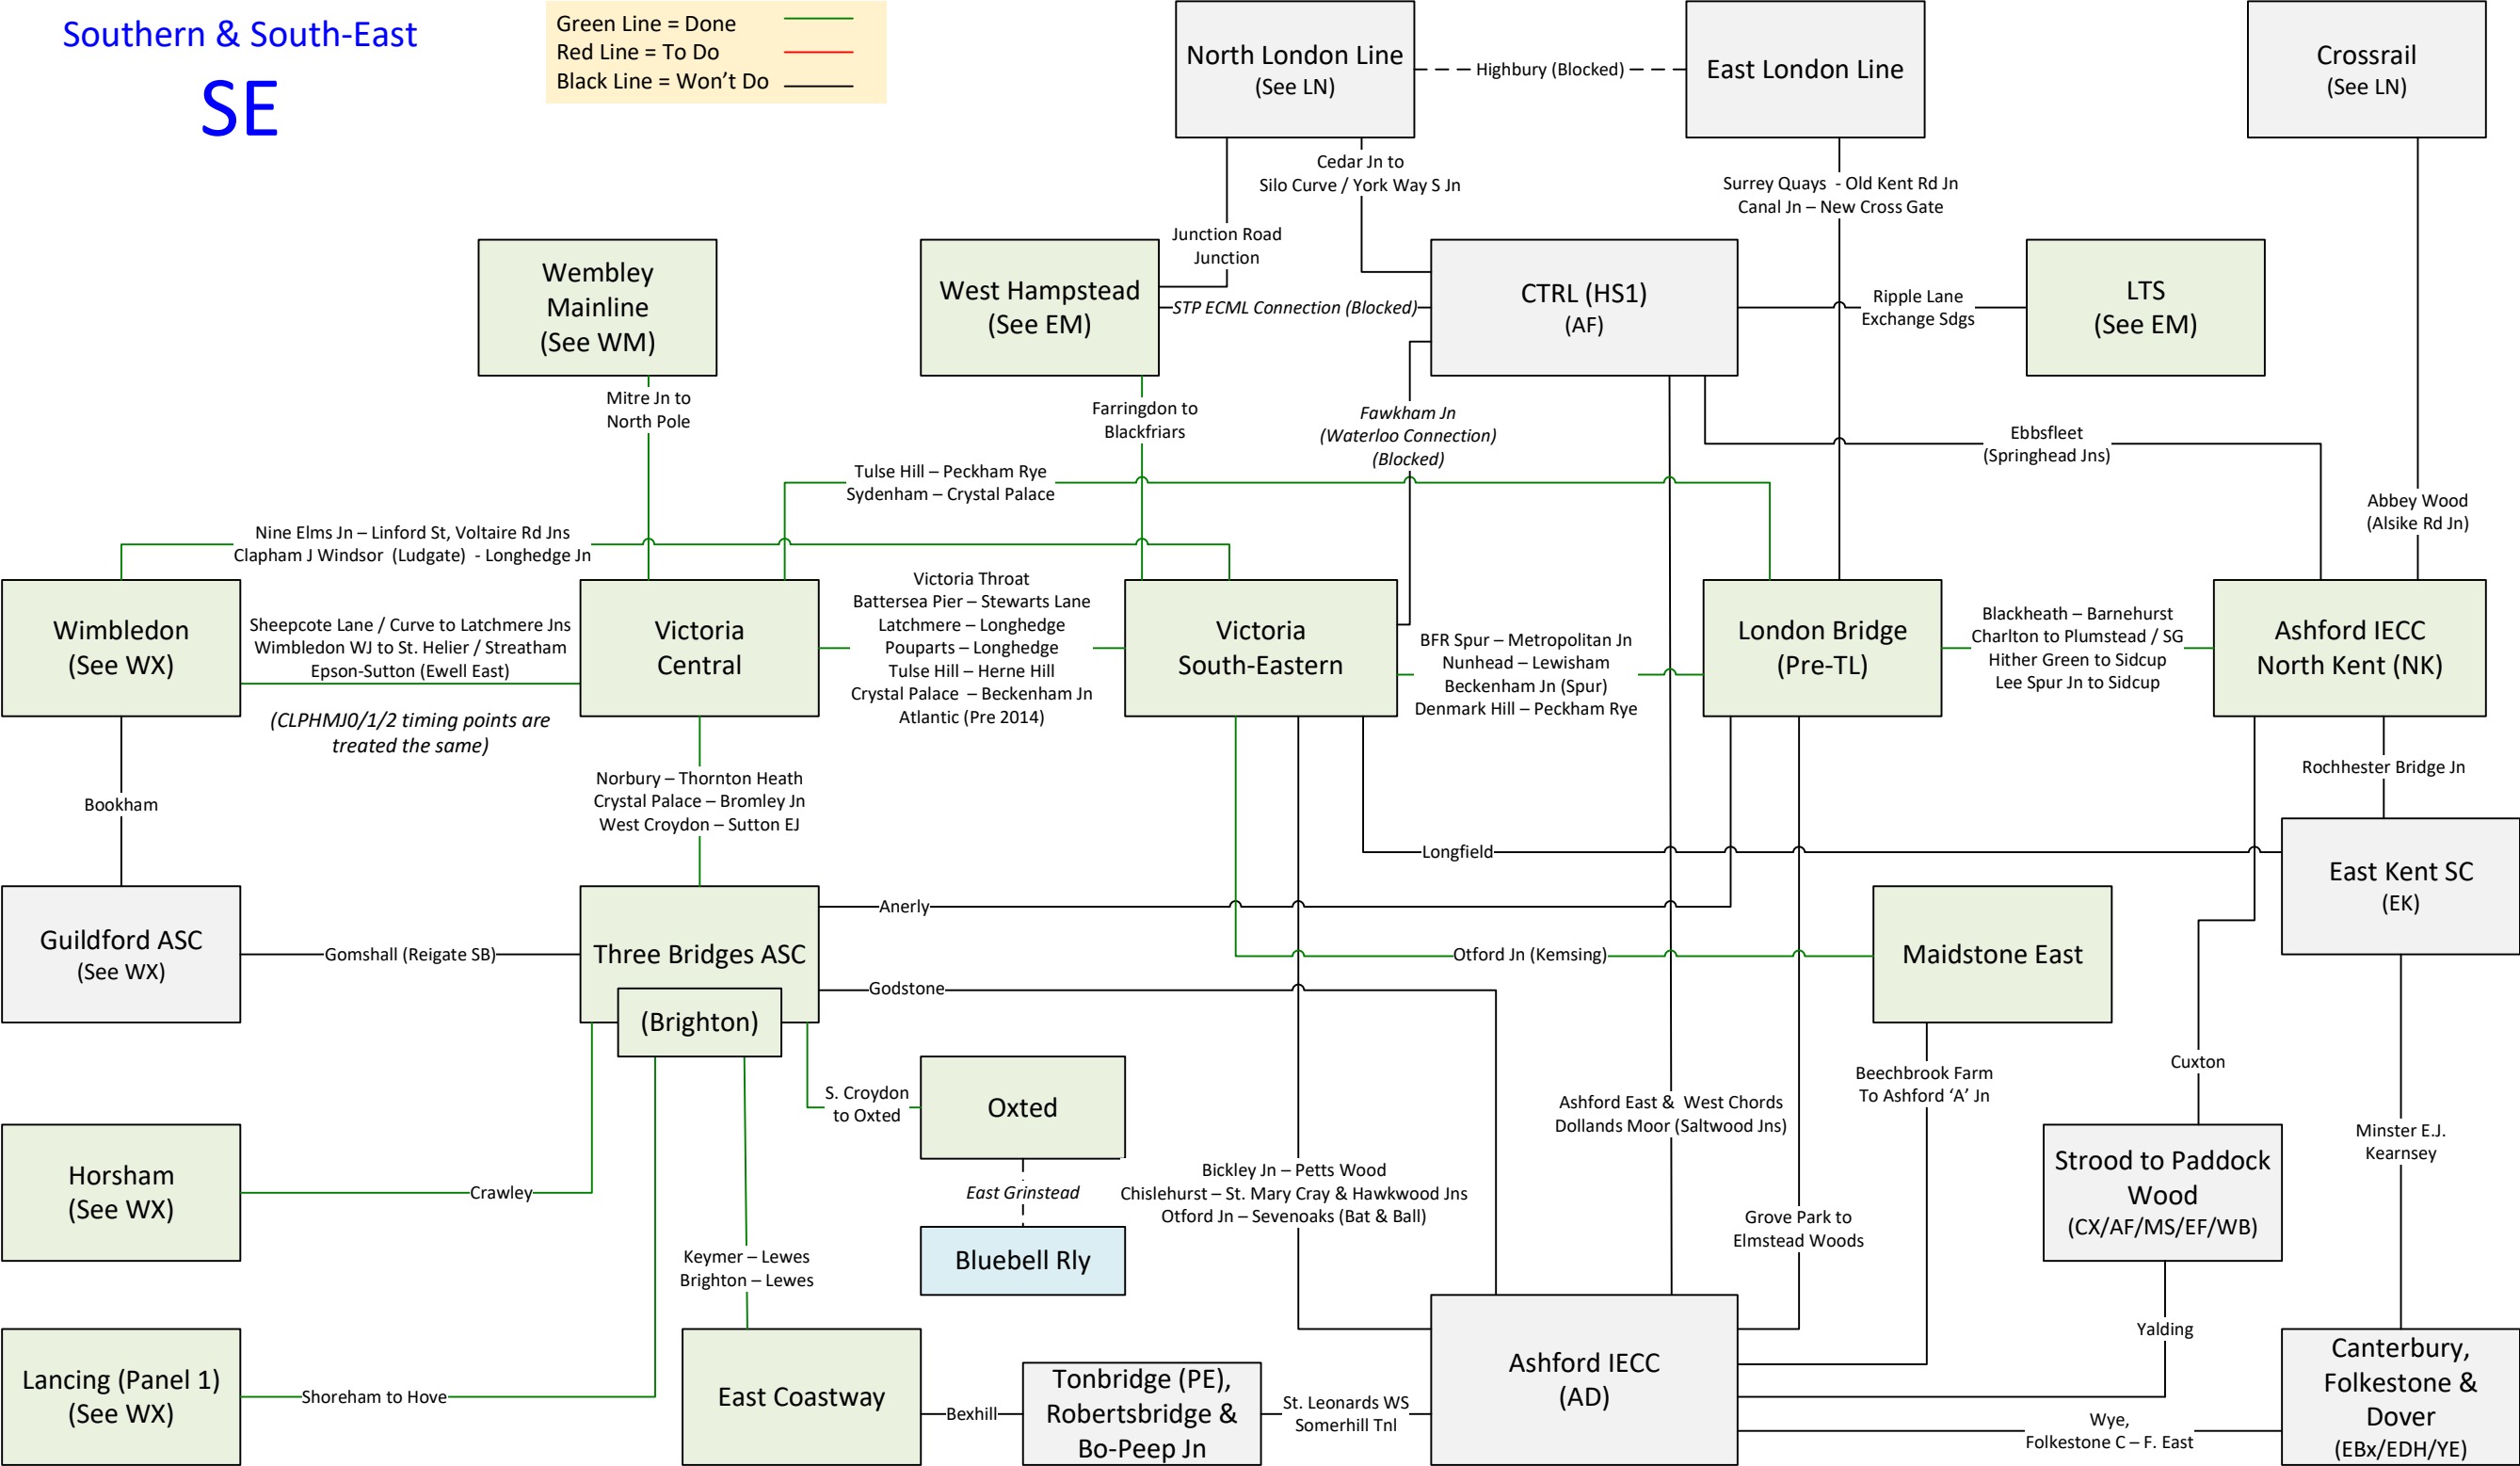 Southern & South-East
SE
Green Line = Done
Red Line = To Do
Black Line = Won’t Do
North London Line
(See LN)
Highbury (Blocked)
East London Line
Crossrail
(See LN)
Cedar Jn to
Silo Curve / York Way S Jn
Surrey Quays  - Old Kent Rd Jn
Canal Jn – New Cross Gate
Junction Road
Junction
Wembley
Mainline
(See WM)
West Hampstead
(See EM)
STP ECML Connection (Blocked)
CTRL (HS1)
(AF)
Ripple Lane
Exchange Sdgs
LTS
(See EM)
Mitre Jn to
North Pole
Farringdon to
Blackfriars
Fawkham Jn
(Waterloo Connection)
(Blocked)
Ebbsfleet
(Springhead Jns)
Tulse Hill – Peckham Rye
Sydenham – Crystal Palace
Abbey Wood
(Alsike Rd Jn)
Nine Elms Jn – Linford St, Voltaire Rd Jns
Clapham J Windsor  (Ludgate)  - Longhedge Jn
Wimbledon
(See WX)
Sheepcote Lane / Curve to Latchmere Jns
Wimbledon WJ to St. Helier / Streatham
Epson-Sutton (Ewell East)
(CLPHMJ0/1/2 timing points are
treated the same)
Victoria
Central
Victoria Throat
Battersea Pier – Stewarts Lane
Latchmere – Longhedge
Pouparts – Longhedge
Tulse Hill – Herne Hill
Crystal Palace  – Beckenham Jn
Atlantic (Pre 2014)
Victoria
South-Eastern
BFR Spur – Metropolitan Jn
Nunhead – Lewisham
Beckenham Jn (Spur)
Denmark Hill – Peckham Rye
London Bridge
(Pre-TL)
Blackheath – Barnehurst
Charlton to Plumstead / SG
Hither Green to Sidcup
Lee Spur Jn to Sidcup
Ashford IECC
North Kent (NK)
Bookham
Norbury – Thornton Heath
Crystal Palace – Bromley Jn
West Croydon – Sutton EJ
Rochhester Bridge Jn
Longfield
East Kent SC
(EK)
Anerly
Guildford ASC
(See WX)
Gomshall (Reigate SB)
Three Bridges ASC
(Brighton)
Otford Jn (Kemsing)
Maidstone East
Godstone
S. Croydon
to Oxted
Oxted
Cuxton
Beechbrook Farm
To Ashford ‘A’ Jn
Ashford East &  West Chords
Dollands Moor (Saltwood Jns)
Minster E.J.
Kearnsey
Horsham
(See WX)
Crawley
East Grinstead
Bickley Jn – Petts Wood
Chislehurst – St. Mary Cray & Hawkwood Jns
Otford Jn – Sevenoaks (Bat & Ball)
Strood to Paddock
Wood
(CX/AF/MS/EF/WB)
Grove Park to
Elmstead Woods
Keymer – Lewes
Brighton – Lewes
Bluebell Rly
Yalding
Lancing (Panel 1)
(See WX)
Shoreham to Hove
East Coastway
Bexhill
Tonbridge (PE),
Robertsbridge &
Bo-Peep Jn
St. Leonards WS
Somerhill Tnl
Ashford IECC
(AD)
Wye,
Folkestone C – F. East
Canterbury,
Folkestone &
Dover
(EBx/EDH/YE)